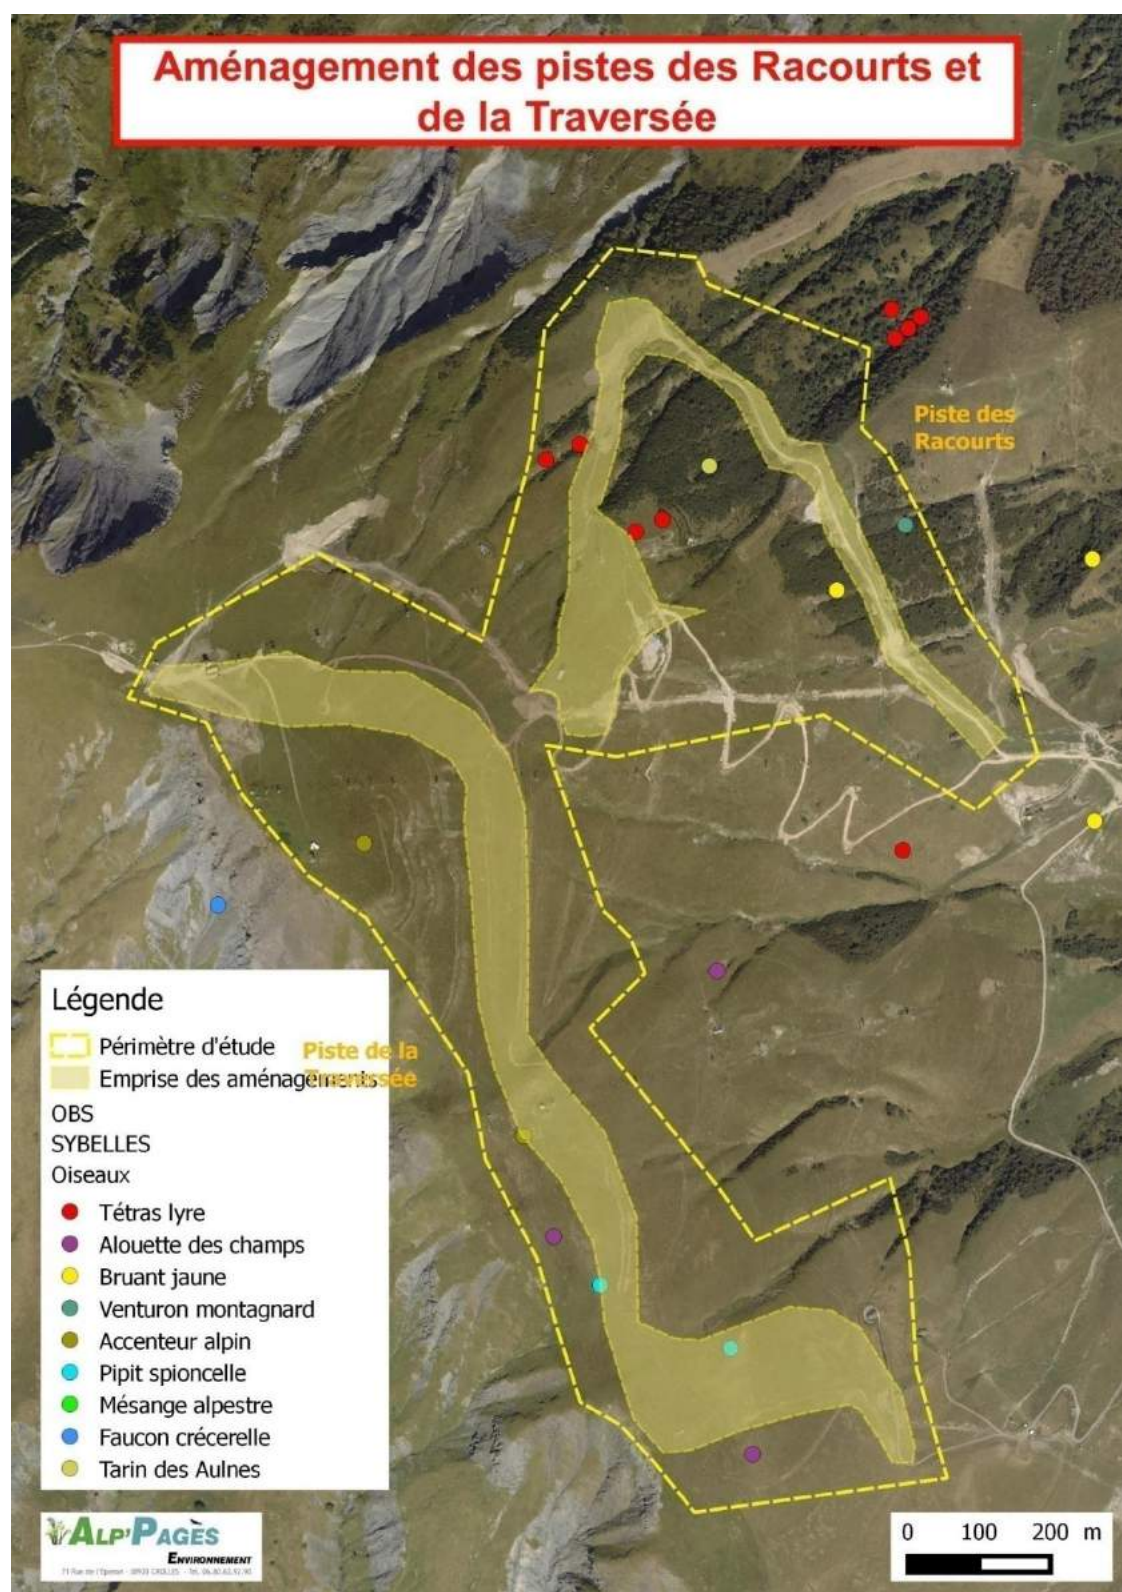 Aménagement des pistes des Racourts et
de la Traversée
Piste des
Racourts
Légende
Périmètre d'étude
Piste de la
Traversée
Emprise des aménagements
OBS
SYBELLES
Oiseaux
Tétras lyre
Alouette des champs
Bruant jaune
Venturon montagnard
Accenteur alpin
Pipit spioncelle
Mésange alpestre
Faucon crécerelle
Tarin des Aulnes
ALP'PAGÈS
ENVIRONNEMENT
0 100 200 m